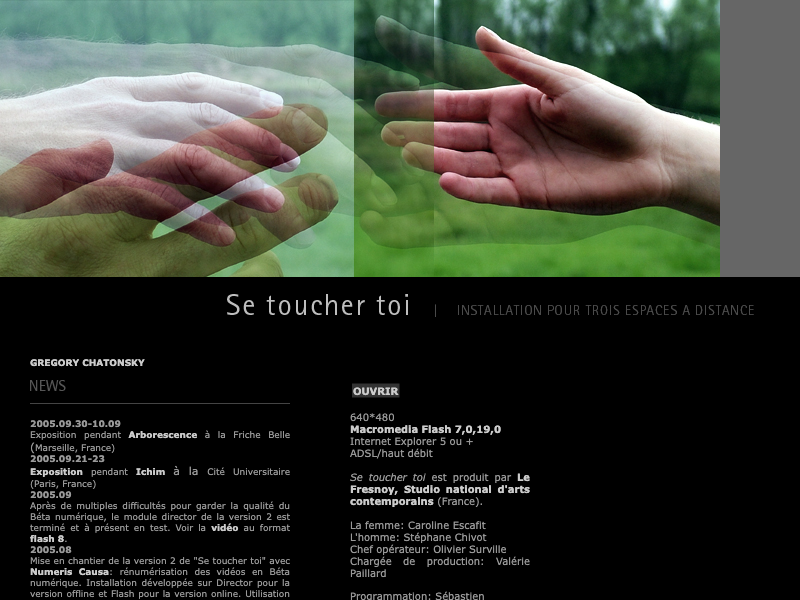 Se toucher toi | INSTALLATION POUR TROIS ESPACES A DISTANCE
GREGORY CHATONSKY
NEWS
2005.09.30-10.09
Exposition pendant Arborescence à la Friche Belle
(Marseille, France)
2005.09.21-23
Exposition pendant Ichim à la Cité Universitaire
(Paris, France)
2005.09
Après de multiples difficultés pour garder la qualité du
Béta numérique, le module director de la version 2 est
terminé et à présent en test. Voir la vidéo au format
flash 8.
2005.08
Mise en chantier de la version 2 de "Se toucher toi" avec
Numeris Causa: rénumérisation des vidéos en Béta
numérique. Installation développée sur Director pour la
version offline et Flash pour la version online. Utilisation
OUVRIR
640*480
Macromedia Flash 7,0,19,0
Internet Explorer 5 ou +
ADSL/haut débit
Se toucher toi est produit par Le
Fresnoy, Studio national d'arts
contemporains (France).
La femme: Caroline Escafit
L'homme: Stéphane Chivot
Chef opérateur: Olivier Surville
Chargée de production: Valérie
Paillard
Programmation: Sébastien